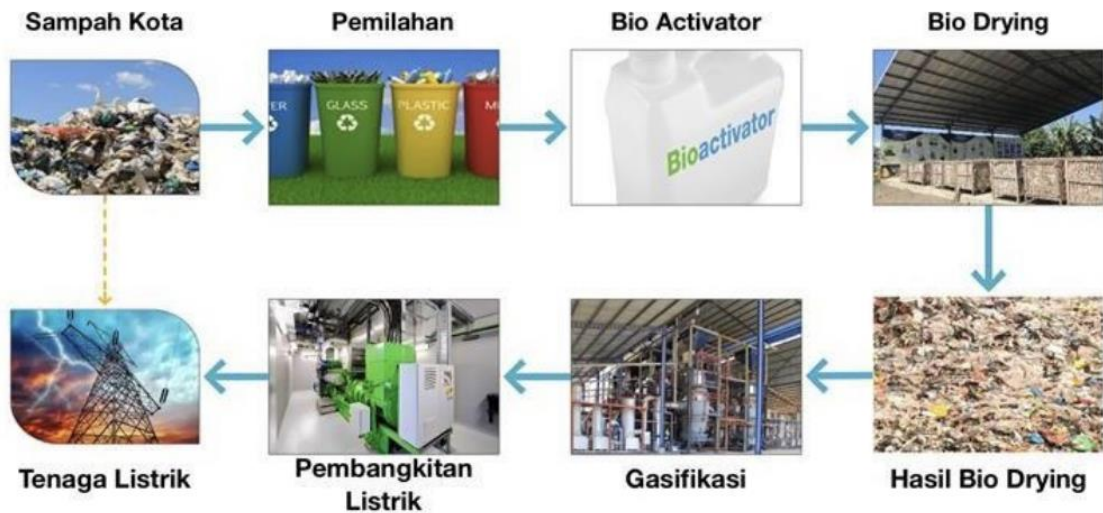 Sampah Kota
Pemilahan
Bio Activator
Bio Drying
GLASS
PLASTIC
Bioactivator
Tenaga Listrik
Pembangkitan
Listrik
Gasifikasi
Hasil Bio Drying